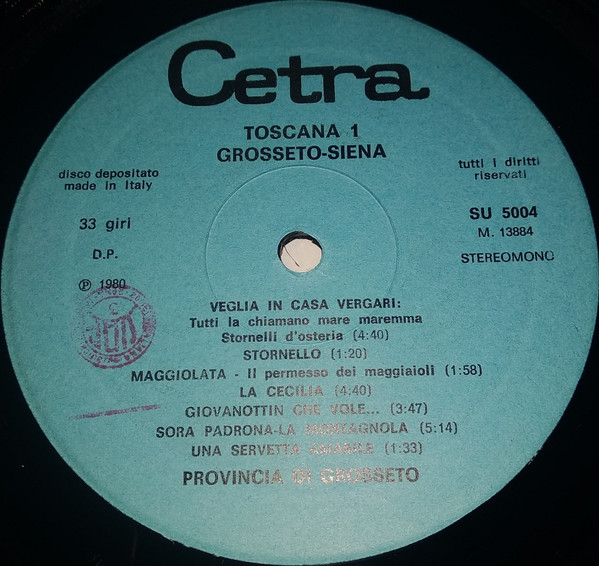 Cetra
TOSCANA 1
GROSSETO-SIENA
disco depositato
made in Italy
tutti i diritti
riservati
33 giri
SU 5004
M. 13884
D.P.
STEREOMONO
℗ 1980
VEGLIA IN CASA VERGARI:
Tutti la chiamano mare maremma
Stornelli d'osteria (4:40)
STORNELLO (1:20)
MAGGIOLATA - Il permesso dei maggiaioli (1:58)
LA CECILIA (4:40)
GIOVANOTTIN CHE VOLE... (3:47)
SORA PADRONA-LA MONTAGNOLA (5:14)
UNA SERVETTA (1:33)
PROVINCIA DI GROSSETO